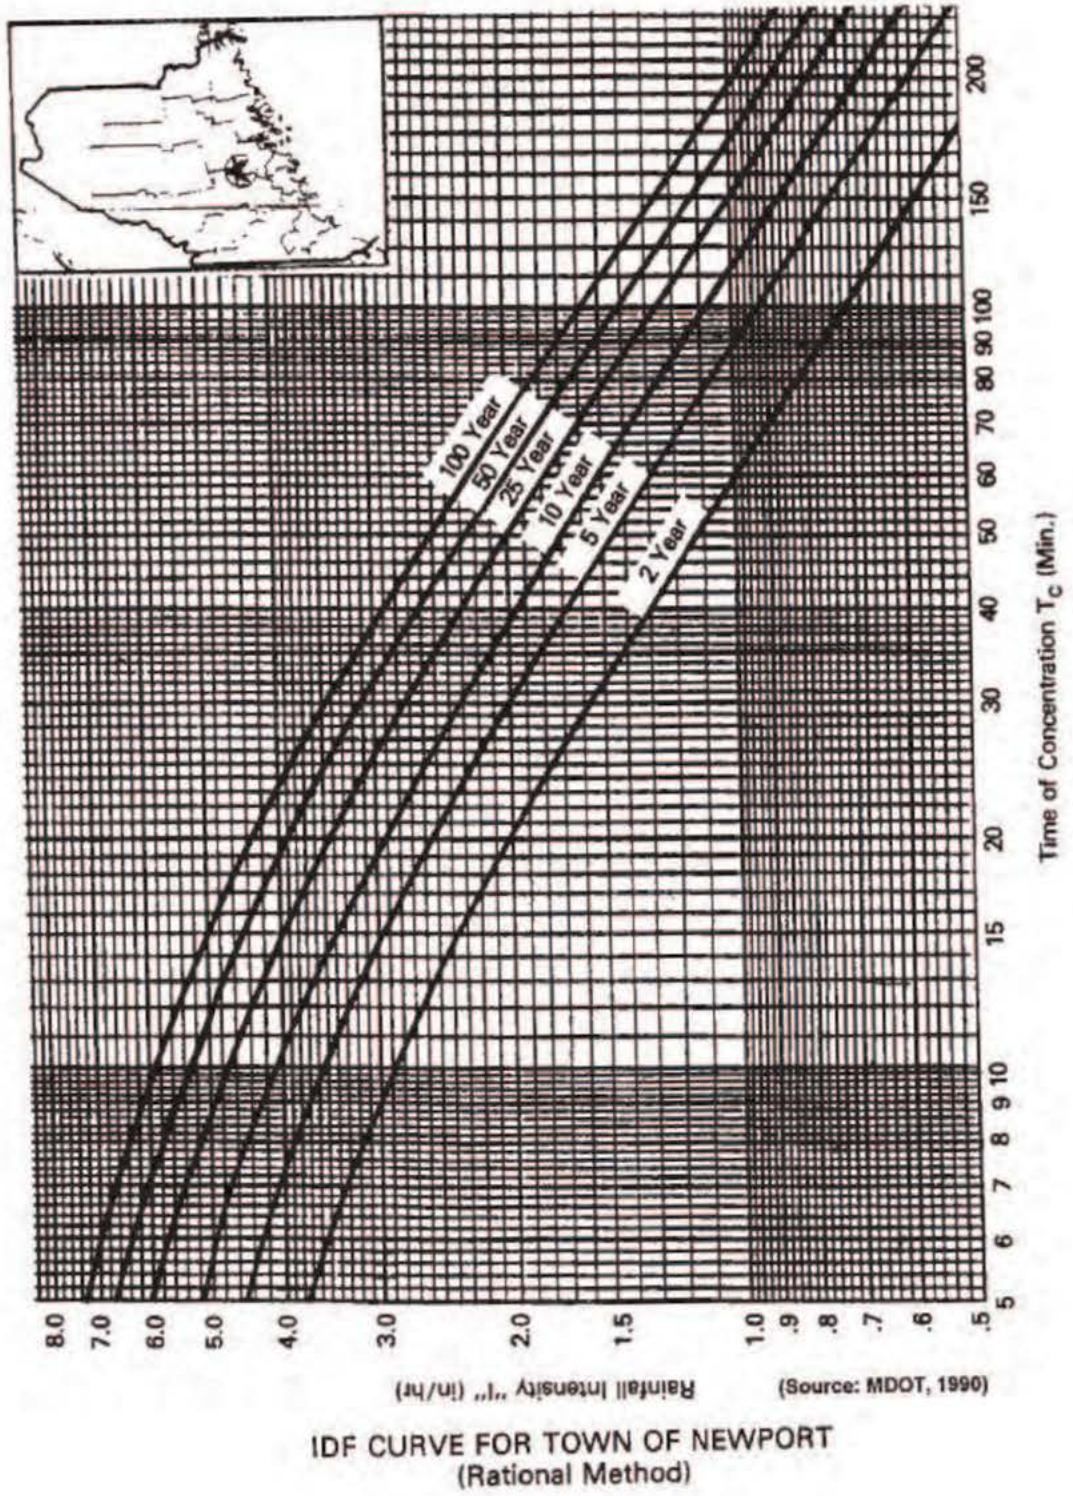 100 Year
50 Year
25 Year
10 Year
5 Year
2 Year
200
150
100
90
80
70
60
50
40
30
20
15
10
9
8
7
6
5
Time of Concentration Tc (Min.)
8.0
7.0
6.0
5.0
4.0
3.0
2.0
1.5
1.0
.9
.8
.7
.6
.5
Rainfall Intensity "I" (in/hr)
(Source: MDOT, 1990)
IDF CURVE FOR TOWN OF NEWPORT
(Rational Method)